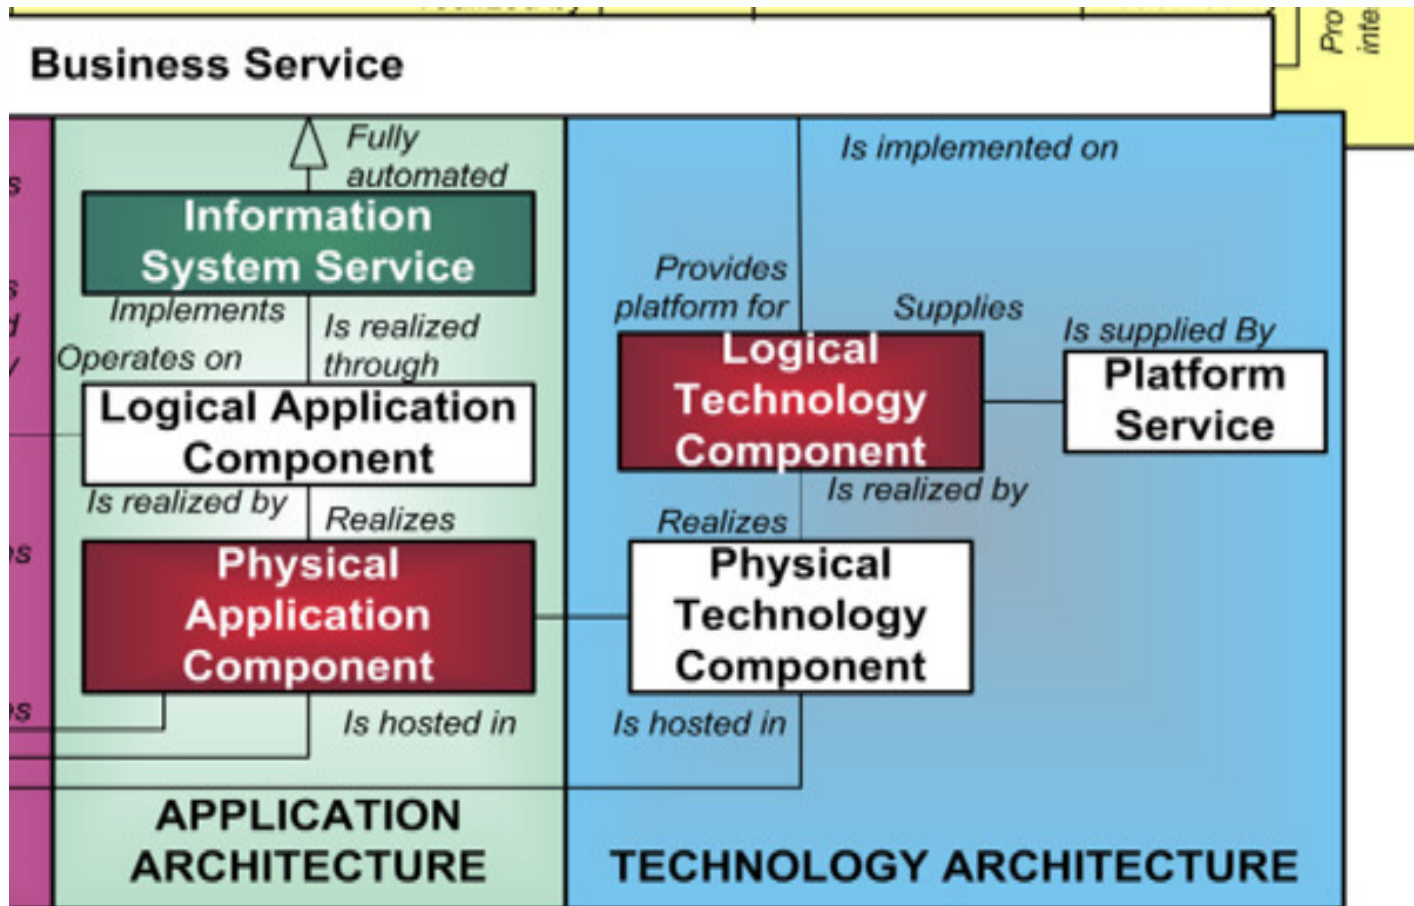 realized by
Business Service
Fully
automated
Is implemented on
Information
System Service
Provides
platform for
Supplies
Is supplied By
Implements
Is realized
through
Operates on
Logical
Technology
Component
Platform
Service
Logical Application
Component
Is realized by
Is realized by
Realizes
Realizes
Physical
Application
Component
Physical
Technology
Component
Is hosted in
Is hosted in
APPLICATION
ARCHITECTURE
TECHNOLOGY ARCHITECTURE